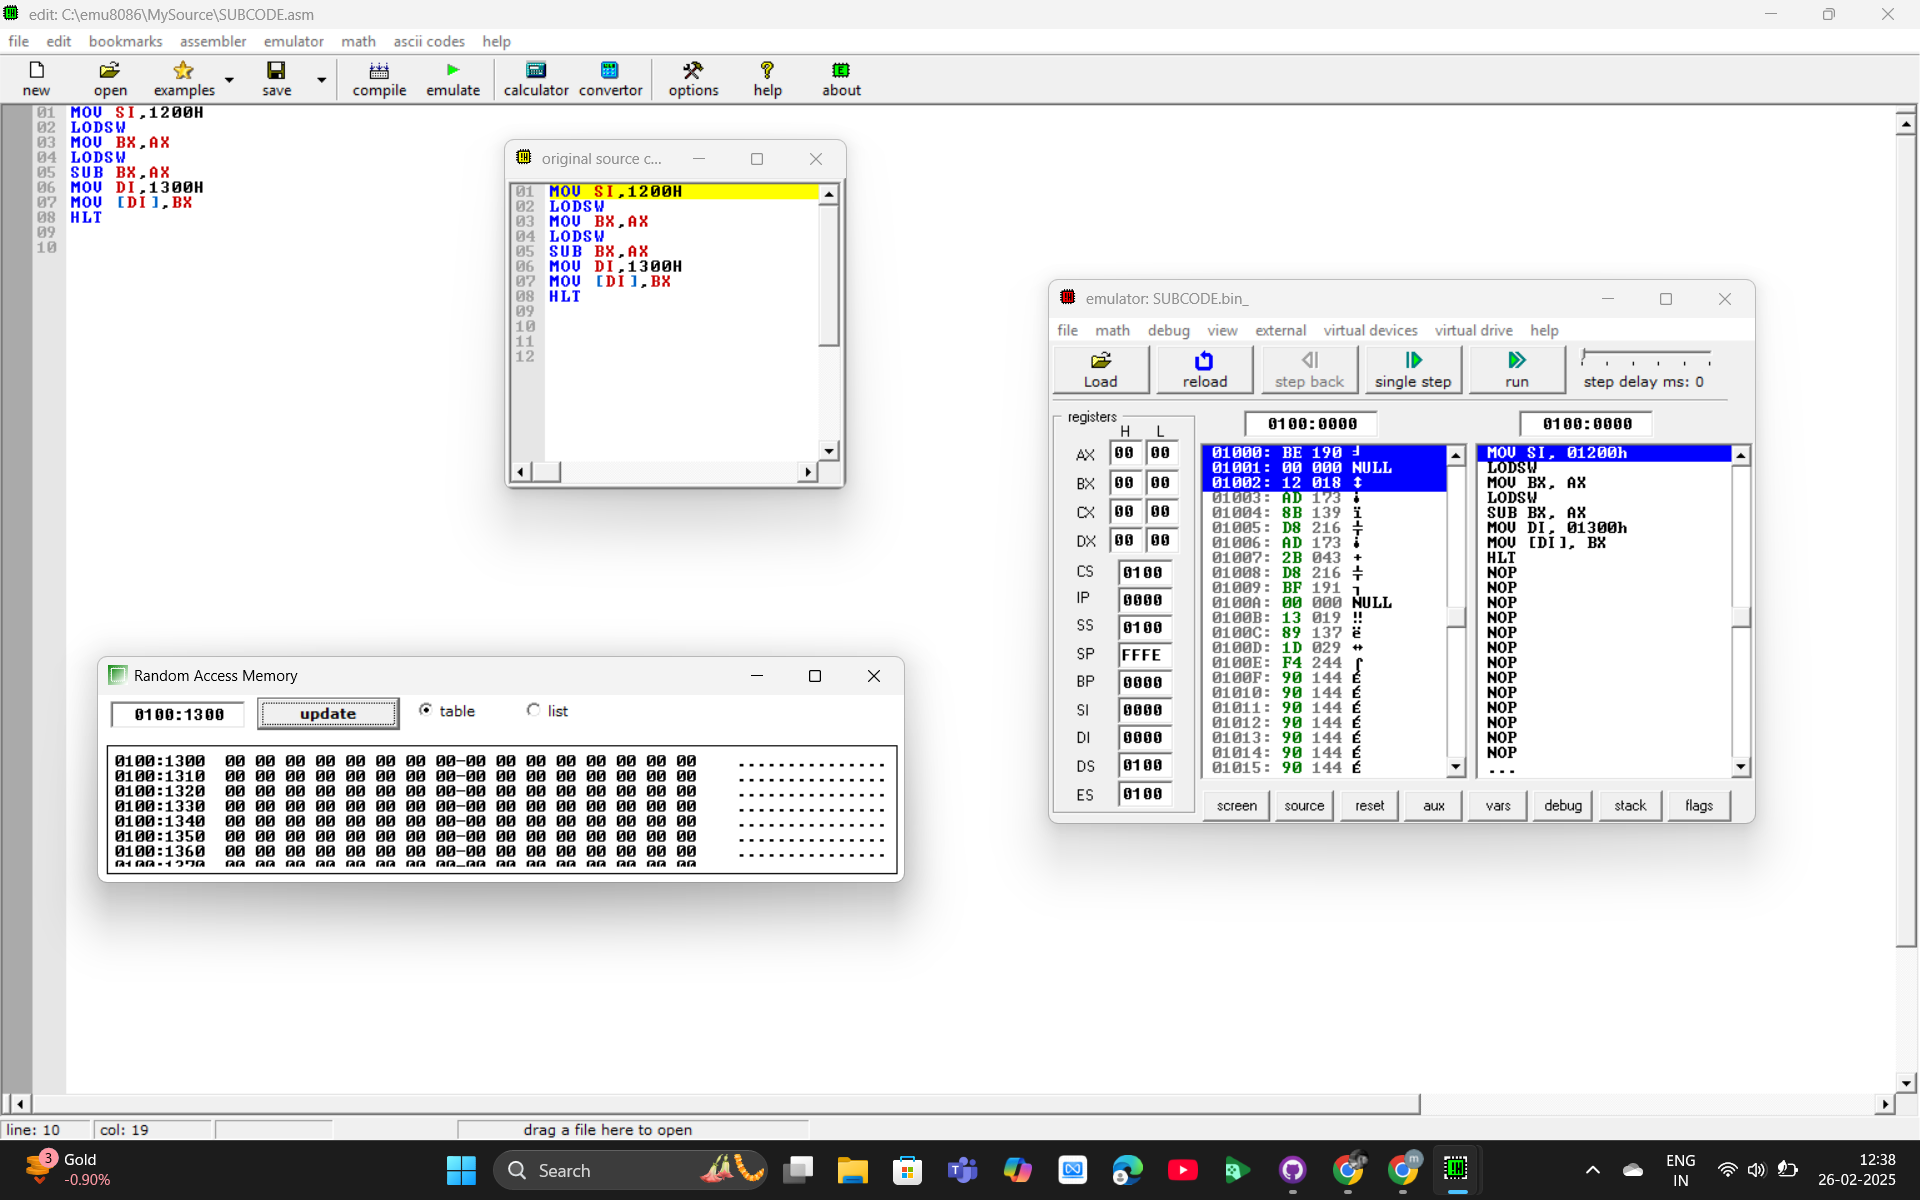 edit: C:\emu8086\MySource\SUBCODE.asm
file edit bookmarks assembler emulator math ascii codes help
new open examples save compile emulate calculator convertor options help about
01 MOV SI,1200H
02 LODSW
03 MOV BX,AX
04 LODSW
05 SUB BX,AX
06 MOV DI,1300H
07 MOV [DI],BX
08 HLT
09
10
original source c...
01 MOV SI,1200H
02 LODSW
03 MOV BX,AX
04 LODSW
05 SUB BX,AX
06 MOV DI,1300H
07 MOV [DI],BX
08 HLT
09
10
11
12
emulator: SUBCODE.bin_
file math debug view external virtual devices virtual drive help
Load reload step back single step run step delay ms: 0
registers
H L
AX 00 00
BX 00 00
CX 00 00
DX 00 00
CS 0100
IP 0000
SS 0100
SP FFFE
BP 0000
SI 0000
DI 0000
DS 0100
ES 0100
0100:0000
01000: BE 190 ╛
01001: 00 000 NULL
01002: 12 018 ↕
01003: AD 173 ¡
01004: 8B 139 ï
01005: D8 216 ╪
01006: AD 173 ¡
01007: 2B 043 +
01008: D8 216 ╪
01009: BF 191 ┐
0100A: 00 000 NULL
0100B: 13 019 ‼
0100C: 89 137 ë
0100D: 1D 029 ↔
0100E: F4 244 ⌠
0100F: 90 144 É
01010: 90 144 É
01011: 90 144 É
01012: 90 144 É
01013: 90 144 É
01014: 90 144 É
01015: 90 144 É
0100:0000
MOV SI, 01200h
LODSW
MOV BX, AX
LODSW
SUB BX, AX
MOV DI, 01300h
MOV [DI], BX
HLT
NOP
NOP
NOP
NOP
NOP
NOP
NOP
NOP
NOP
NOP
NOP
NOP
NOP
...
screen source reset aux vars debug stack flags
Random Access Memory
0100:1300 update table list
0100:1300 00 00 00 00 00 00 00 00-00 00 00 00 00 00 00 00 ...............
0100:1310 00 00 00 00 00 00 00 00-00 00 00 00 00 00 00 00 ...............
0100:1320 00 00 00 00 00 00 00 00-00 00 00 00 00 00 00 00 ...............
0100:1330 00 00 00 00 00 00 00 00-00 00 00 00 00 00 00 00 ...............
0100:1340 00 00 00 00 00 00 00 00-00 00 00 00 00 00 00 00 ...............
0100:1350 00 00 00 00 00 00 00 00-00 00 00 00 00 00 00 00 ...............
0100:1360 00 00 00 00 00 00 00 00-00 00 00 00 00 00 00 00 ...............
0100:1370 00 00 00 00 00 00 00 00-00 00 00 00 00 00 00 00
line: 10 col: 19 drag a file here to open
3
Gold
-0.90%
Search
m
ENG
IN
12:38
26-02-2025